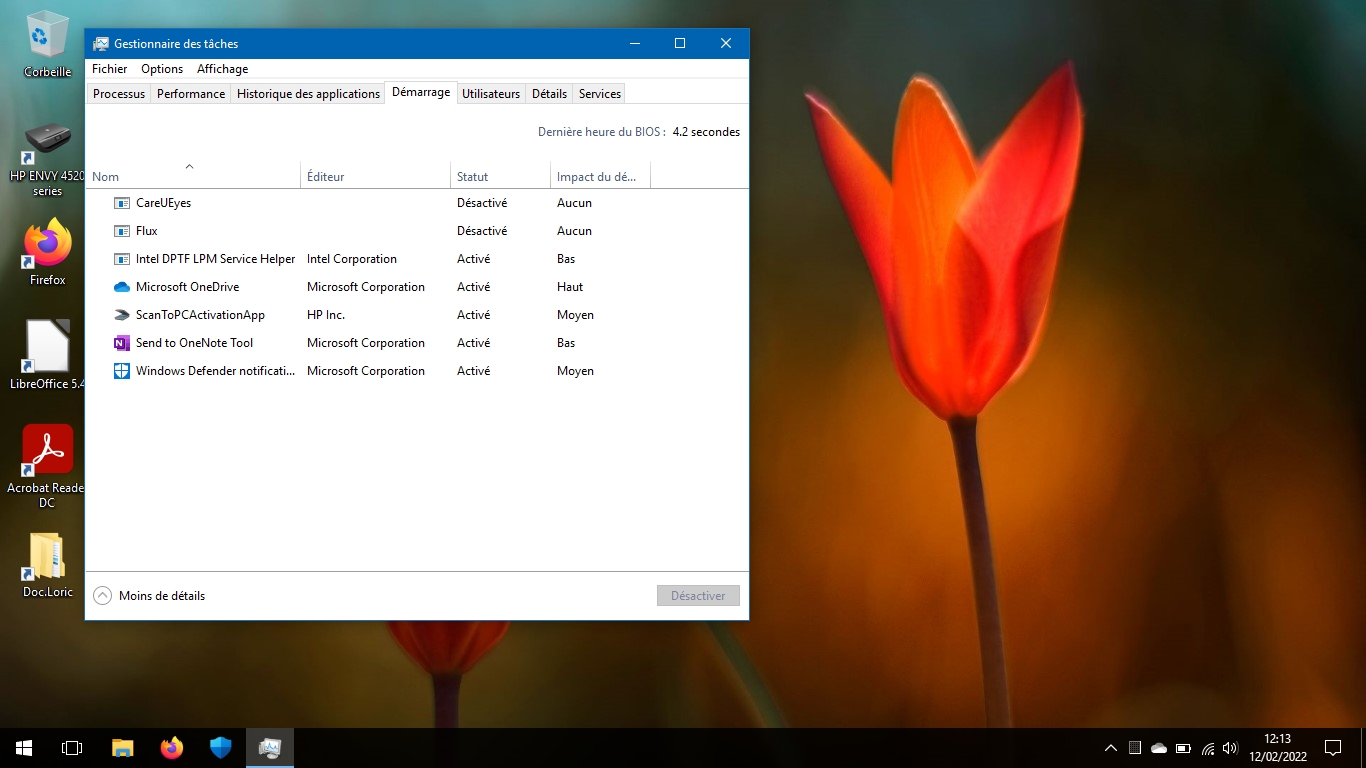 Corbeille
HP ENVY 4520
series
Firefox
LibreOffice 5.4
Acrobat Reade
DC
Doc.Loric
Gestionnaire des tâches
Fichier Options Affichage
Processus Performance Historique des applications Démarrage Utilisateurs Détails Services
Dernière heure du BIOS : 4.2 secondes
Nom Éditeur Statut Impact du dé...
CareUEyes Désactivé Aucun
Flux Désactivé Aucun
Intel DPTF LPM Service Helper Intel Corporation Activé Bas
Microsoft OneDrive Microsoft Corporation Activé Haut
ScanToPCActivationApp HP Inc. Activé Moyen
Send to OneNote Tool Microsoft Corporation Activé Bas
Windows Defender notificati... Microsoft Corporation Activé Moyen
Moins de détails Désactiver
12:13
12/02/2022